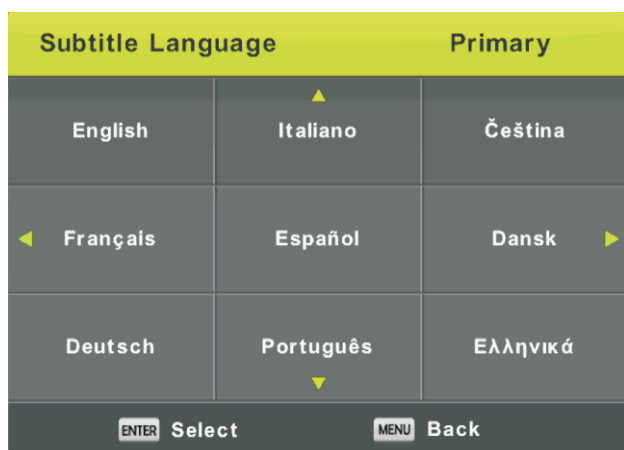 Subtitle Language Primary
English Italiano Čeština
Français Español Dansk
Deutsch Português Ελληνικά
ENTER Select MENU Back